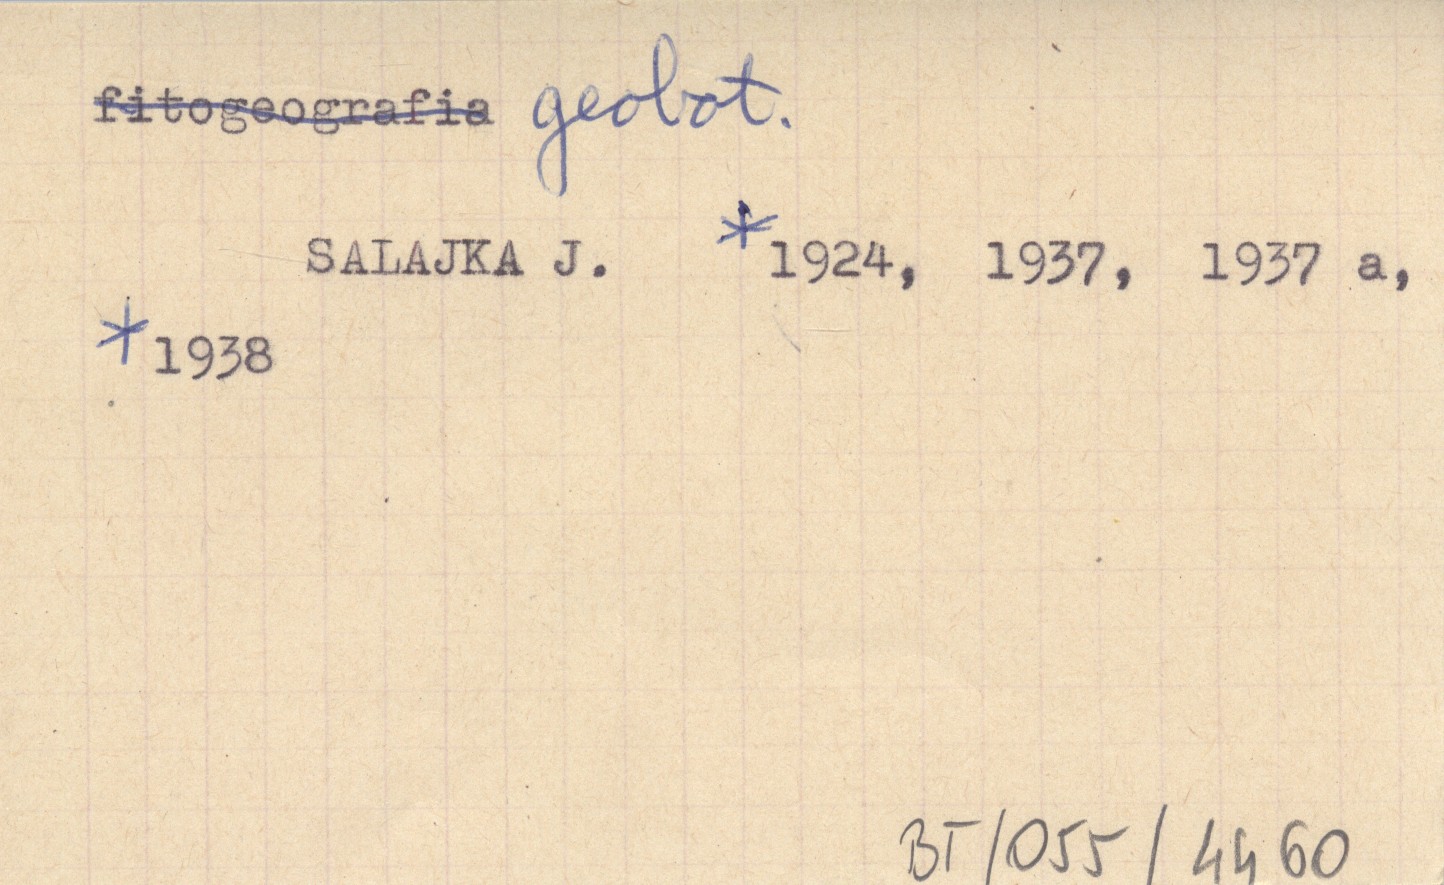 fitogeografia geobot.
SALAJKA J. *1924, 1937, 1937 a,
*1938
BT/055/4460